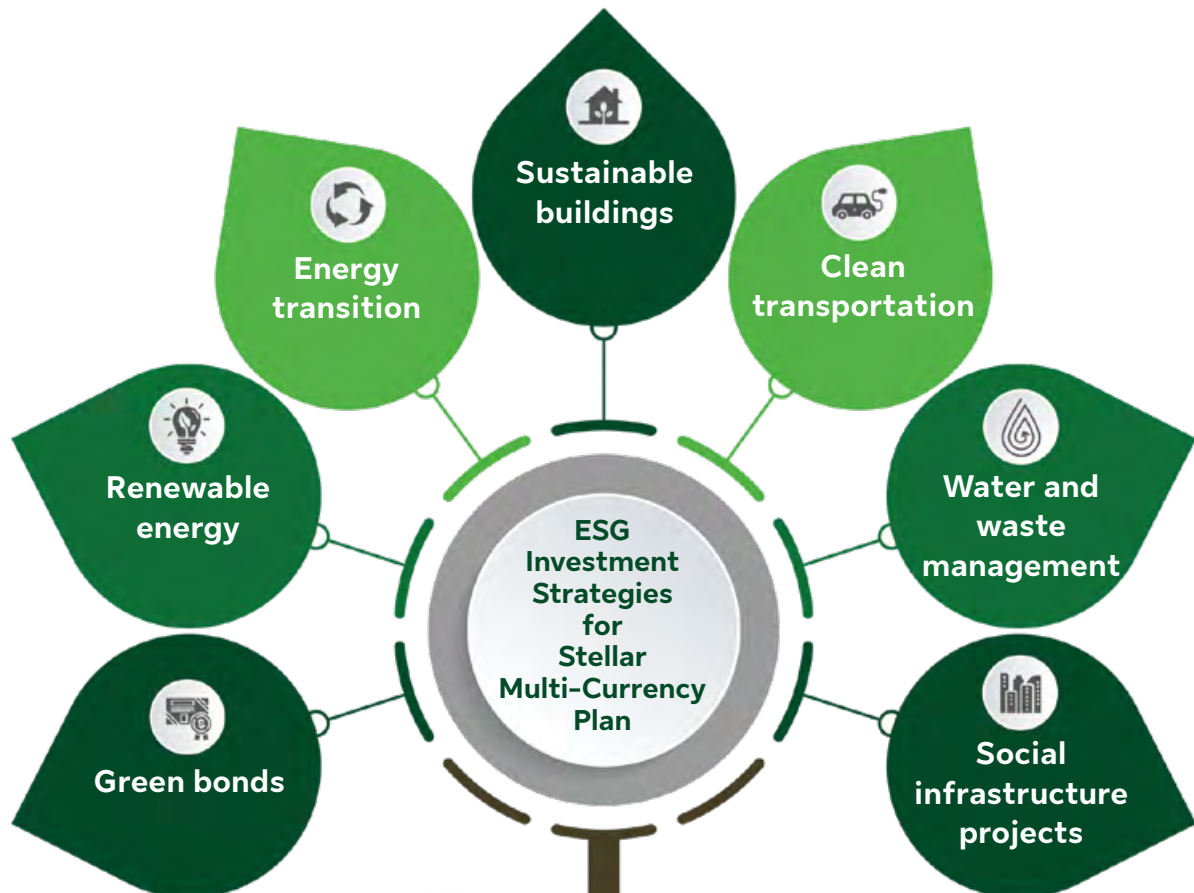 Sustainable
buildings
Energy
transition
Clean
transportation
Renewable
energy
Water and
waste
management
ESG
Investment
Strategies
for
Stellar
Multi-Currency
Plan
Green bonds
Social
infrastructure
projects